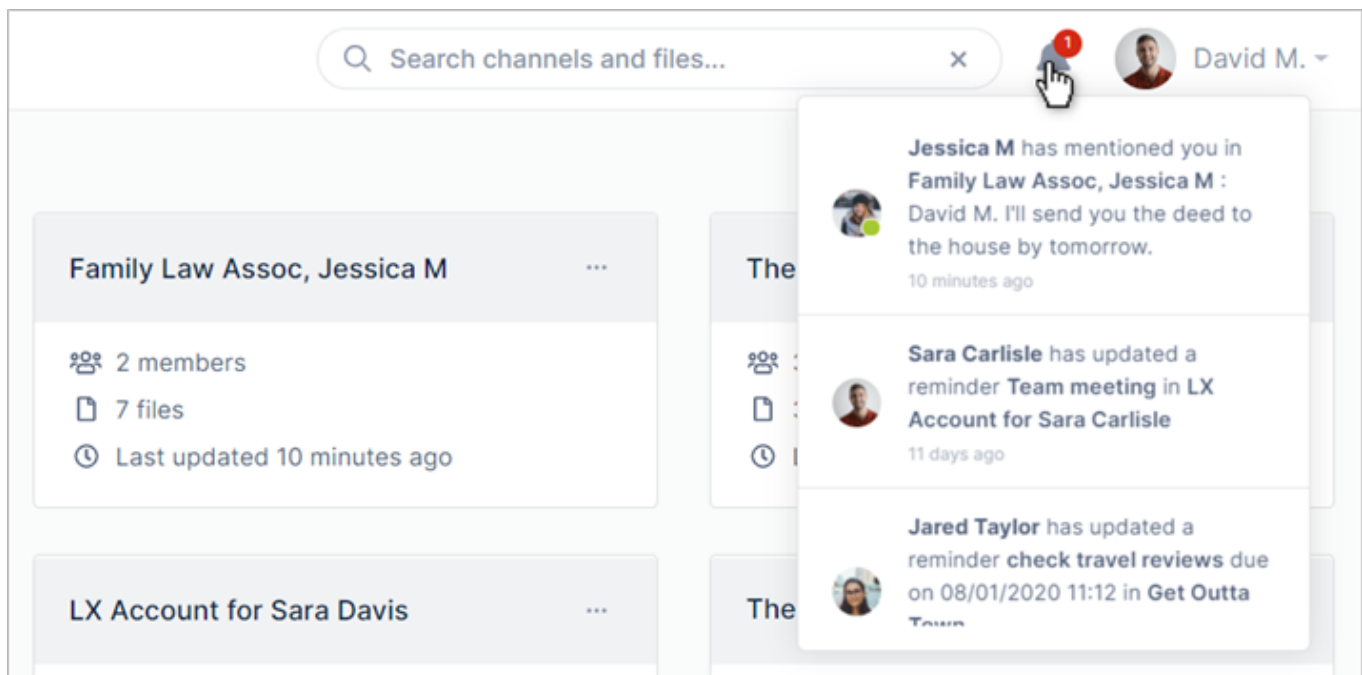 Search channels and files...
1
David M.
Jessica M has mentioned you in
Family Law Assoc, Jessica M :
David M. I'll send you the deed to
the house by tomorrow.
10 minutes ago
Sara Carlisle has updated a
reminder Team meeting in LX
Account for Sara Carlisle
11 days ago
Jared Taylor has updated a
reminder check travel reviews due
on 08/01/2020 11:12 in Get Outta
Town
Family Law Assoc, Jessica M
2 members
7 files
Last updated 10 minutes ago
The
LX Account for Sara Davis
The